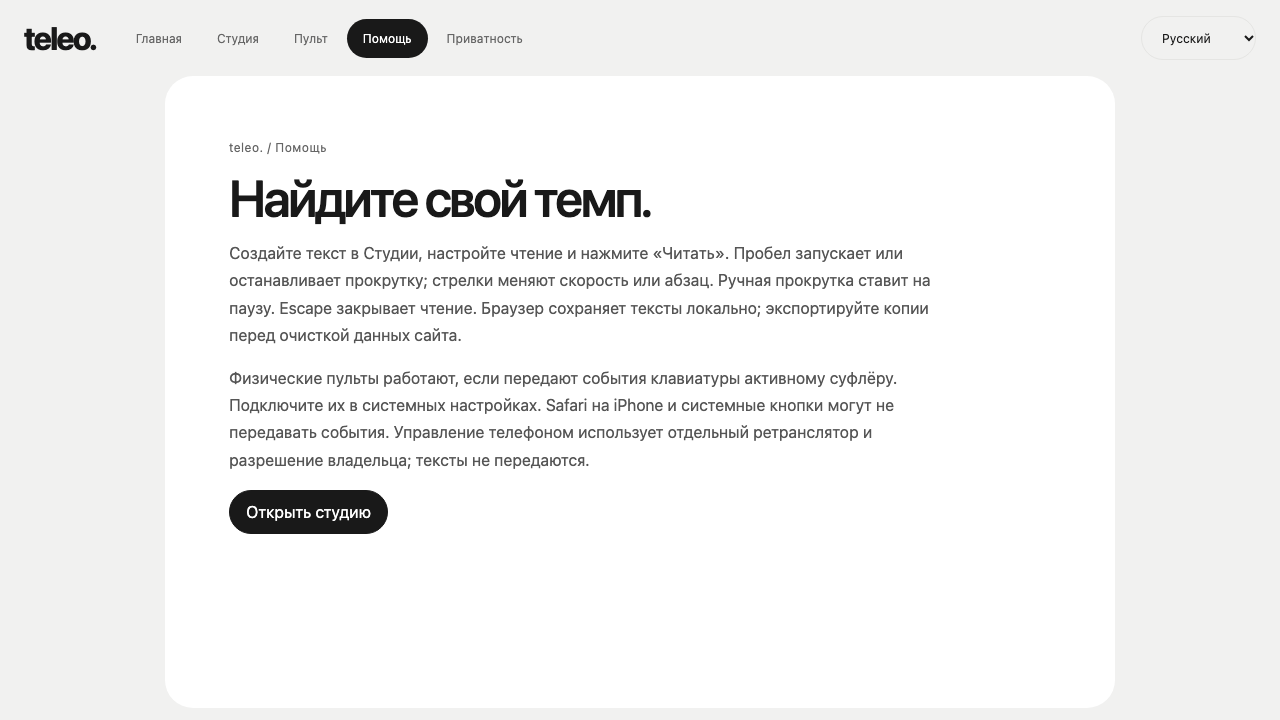 teleo.
Главная
Студия
Пульт
Помощь
Приватность
Русский
teleo. / Помощь
Найдите свой темп.
Создайте текст в Студии, настройте чтение и нажмите «Читать». Пробел запускает или
останавливает прокрутку; стрелки меняют скорость или абзац. Ручная прокрутка ставит на
паузу. Escape закрывает чтение. Браузер сохраняет тексты локально; экспортируйте копии
перед очисткой данных сайта.
Физические пульты работают, если передают события клавиатуры активному суфлёру.
Подключите их в системных настройках. Safari на iPhone и системные кнопки могут не
передавать события. Управление телефоном использует отдельный ретранслятор и
разрешение владельца; тексты не передаются.
Открыть студию